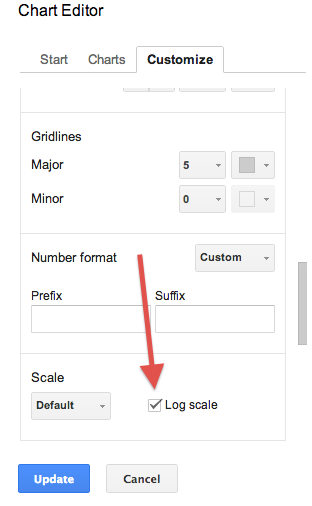 Chart Editor
Start Charts Customize
Gridlines
Major 5
Minor 0
Number format Custom
Prefix Suffix
Scale
Default Log scale
Update Cancel